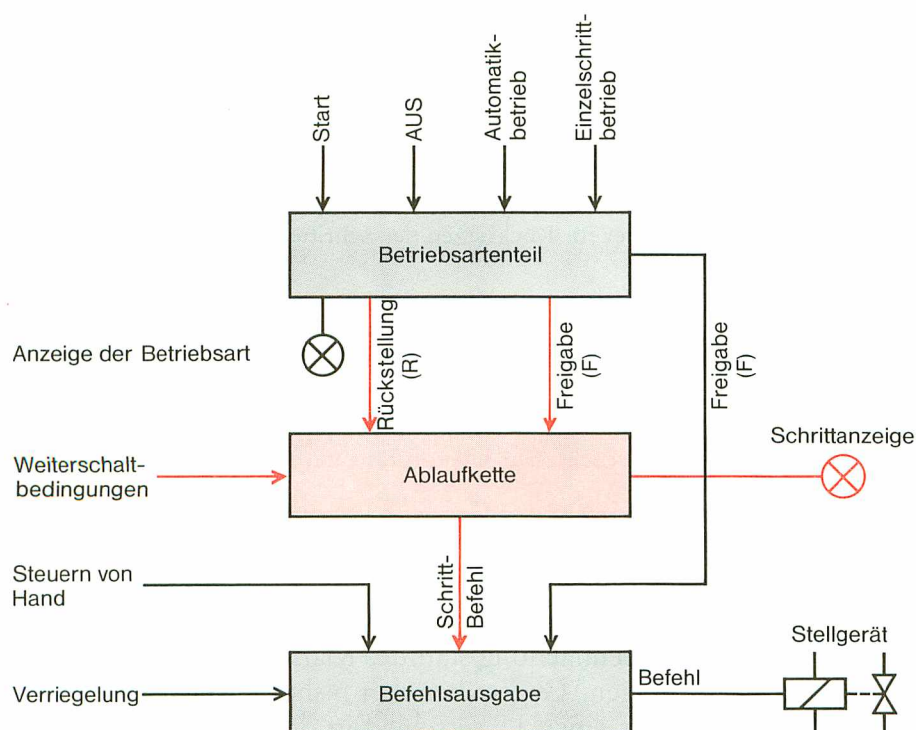 Start
AUS
Automatik-
betrieb
Einzelschritt-
betrieb
Betriebsartenteil
Anzeige der Betriebsart
Rückstellung
(R)
Freigabe
(F)
Freigabe
(F)
Weiterschalt-
bedingungen
Ablaufkette
Schrittanzeige
Steuern von
Hand
Schritt-
Befehl
Stellgerät
Verriegelung
Befehlsausgabe
Befehl